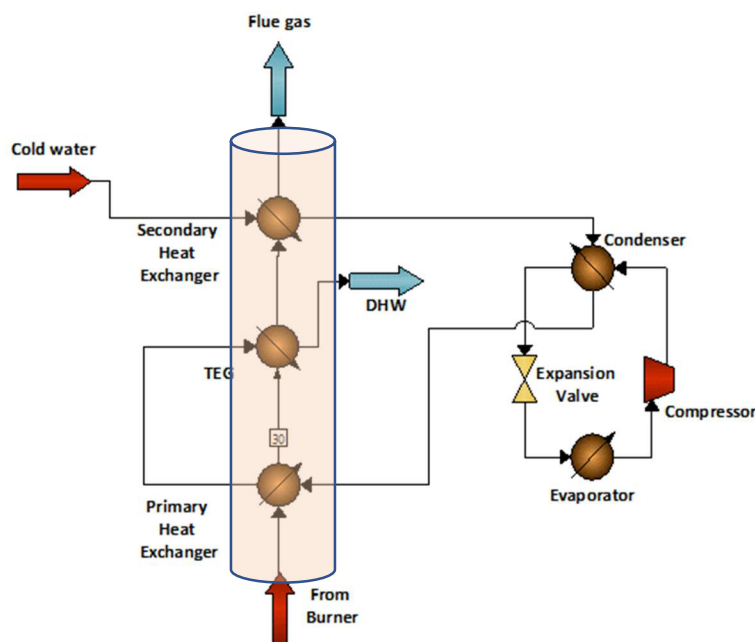 Flue gas
Cold water
Secondary
Heat
Exchanger
Condenser
DHW
TEG
Expansion
Valve
Compressor
30
Evaporator
Primary
Heat
Exchanger
From
Burner